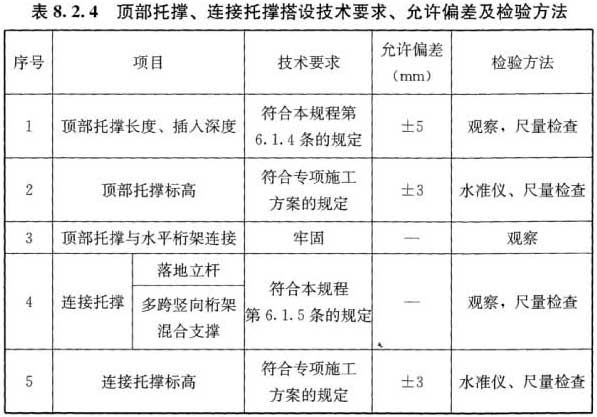 表8.2.4 顶部托撑、连接托撑搭设技术要求、允许偏差及检验方法
序号 项目 技术要求 允许偏差（mm） 检验方法
1 顶部托撑长度、插入深度 符合本规程第6.1.4条的规定 ±5 观察，尺量检查
2 顶部托撑标高 符合专项施工方案的规定 ±3 水准仪、尺量检查
3 顶部托撑与水平桁架连接 牢固 — 观察
4 连接托撑 落地立杆 多跨竖向桁架混合支撑 符合本规程第6.1.5条的规定 — 观察，尺量检查
5 连接托撑标高 符合专项施工方案的规定 ±3 水准仪、尺量检查